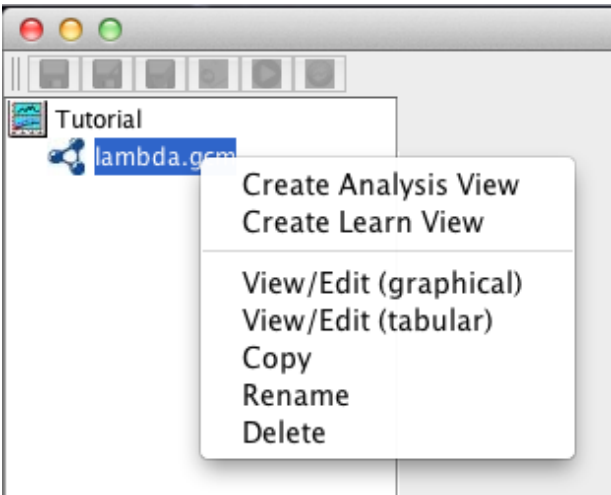 Tutorial
lambda.gcm
Create Analysis View
Create Learn View
View/Edit (graphical)
View/Edit (tabular)
Copy
Rename
Delete